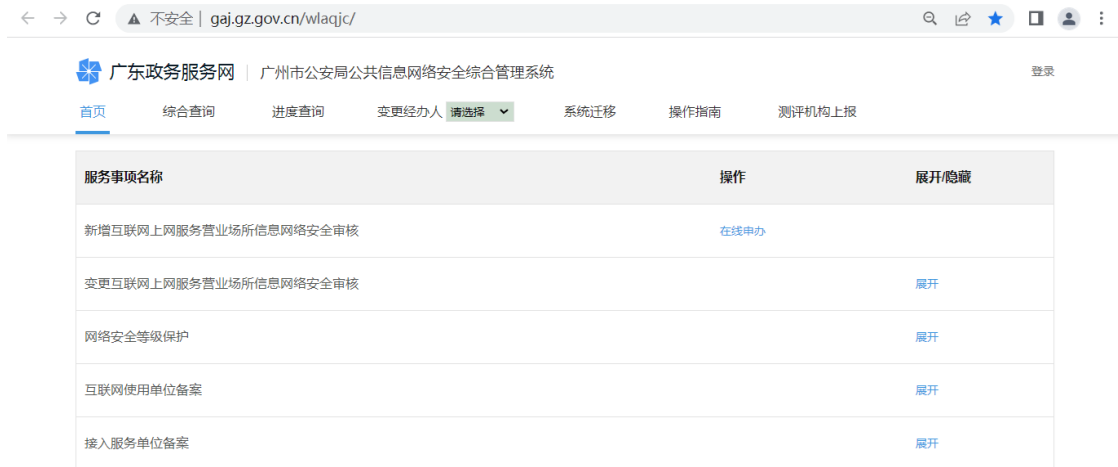 不安全 | gaj.gz.gov.cn/wlaqjc/
广东政务服务网 | 广州市公安局公共信息网络安全综合管理系统 登录
首页 综合查询 进度查询 变更经办人 请选择 系统迁移 操作指南 测评机构上报
服务事项名称 操作 展开/隐藏
新增互联网上网服务营业场所信息网络安全审核 在线申办
变更互联网上网服务营业场所信息网络安全审核 展开
网络安全等级保护 展开
互联网使用单位备案 展开
接入服务单位备案 展开